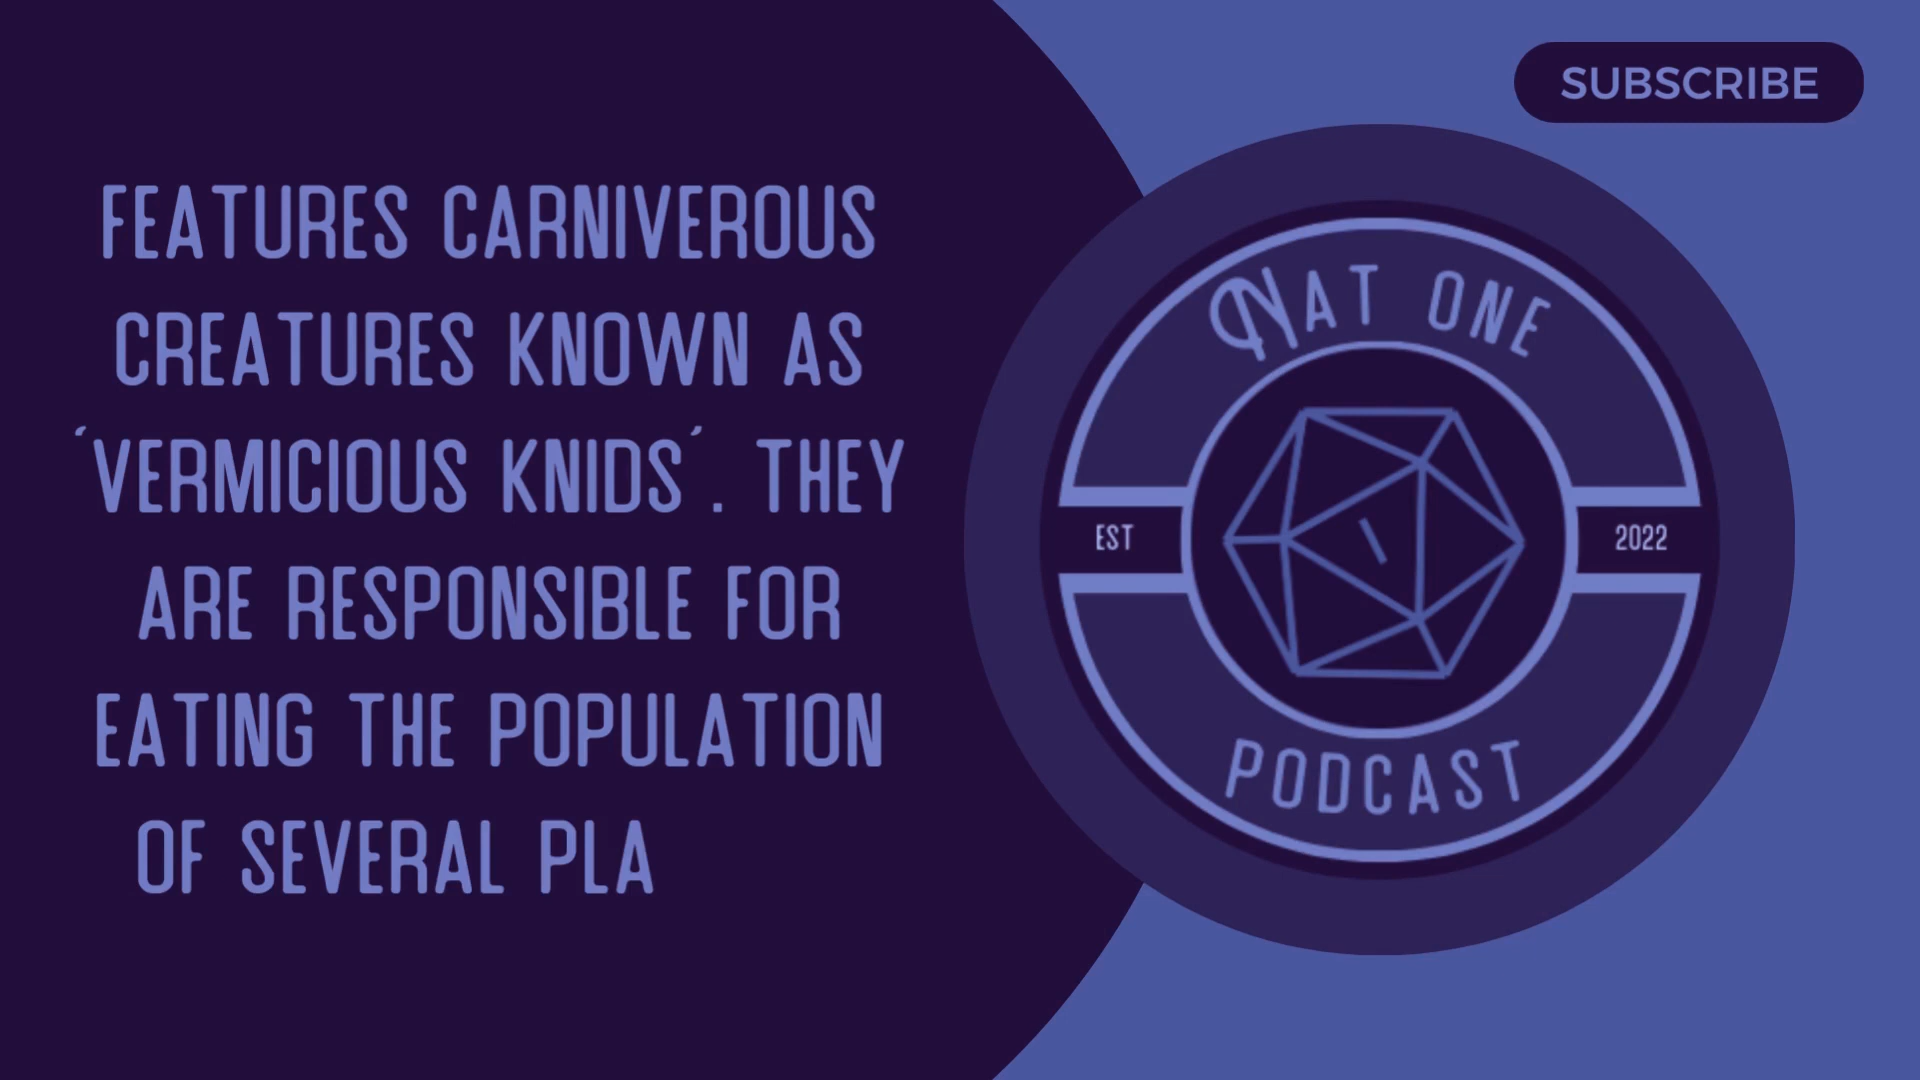 SUBSCRIBE
FEATURES CARNIVEROUS
CREATURES KNOWN AS
‘VERMICIOUS KNIDS’. THEY
ARE RESPONSIBLE FOR
EATING THE POPULATION
OF SEVERAL PLA
NAT ONE
EST
2022
PODCAST